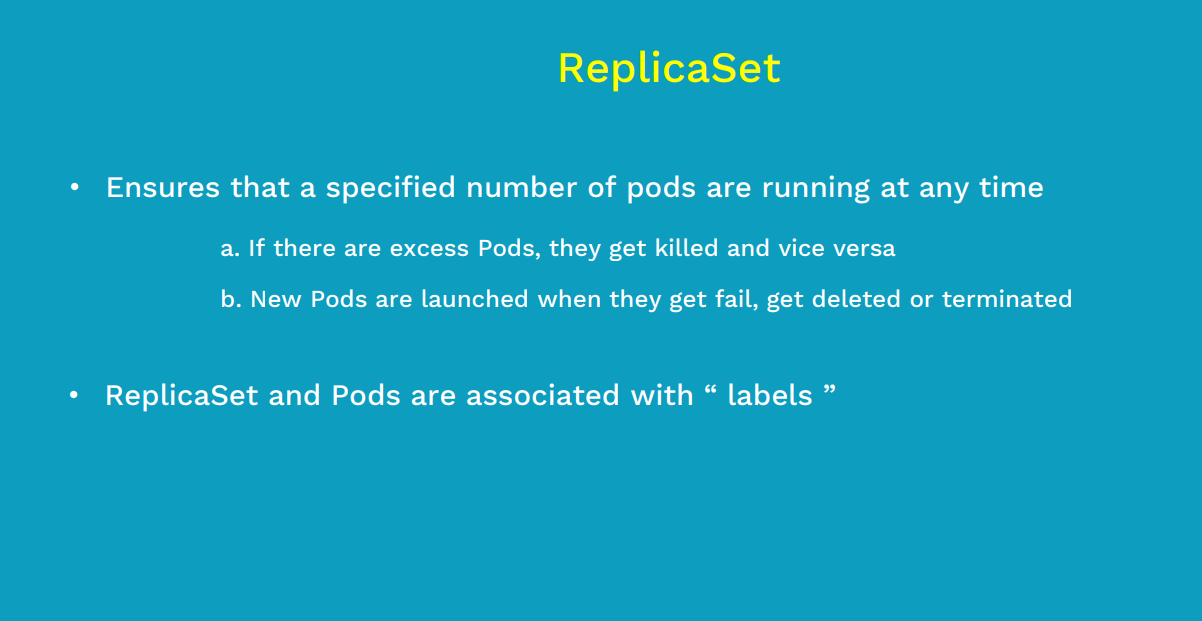 ReplicaSet
• Ensures that a specified number of pods are running at any time
a. If there are excess Pods, they get killed and vice versa
b. New Pods are launched when they get fail, get deleted or terminated
• ReplicaSet and Pods are associated with “ labels ”